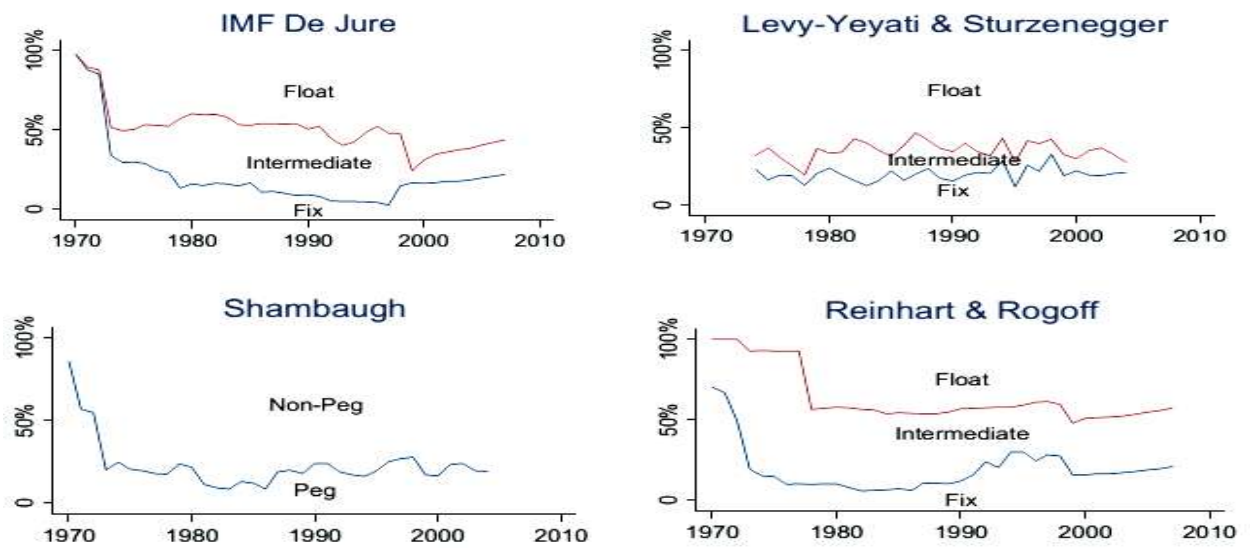 IMF De Jure
100%
50%
0
Float
Intermediate
Fix
1970 1980 1990 2000 2010
Levy-Yeyati & Sturzenegger
100%
50%
0
Float
Intermediate
Fix
1970 1980 1990 2000 2010
Shambaugh
100%
50%
0
Non-Peg
Peg
1970 1980 1990 2000 2010
Reinhart & Rogoff
100%
50%
0
Float
Intermediate
Fix
1970 1980 1990 2000 2010